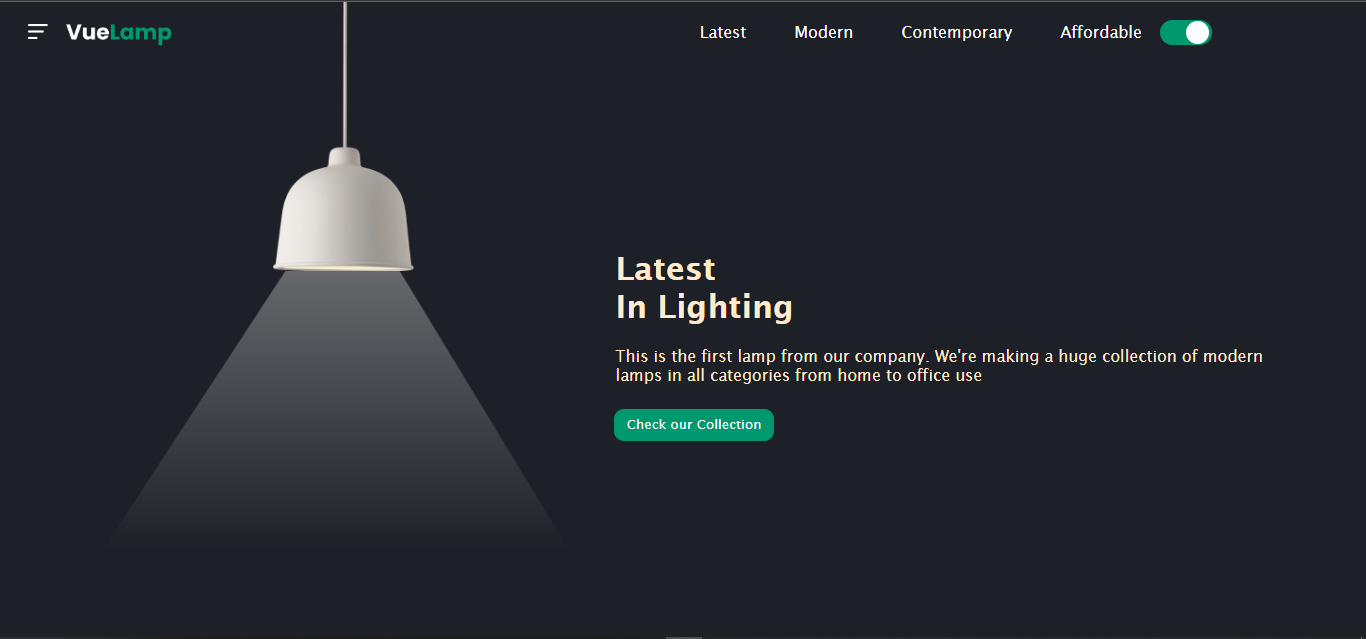 VueLamp
Latest
Modern
Contemporary
Affordable
Latest
In Lighting
This is the first lamp from our company. We're making a huge collection of modern
lamps in all categories from home to office use
Check our Collection